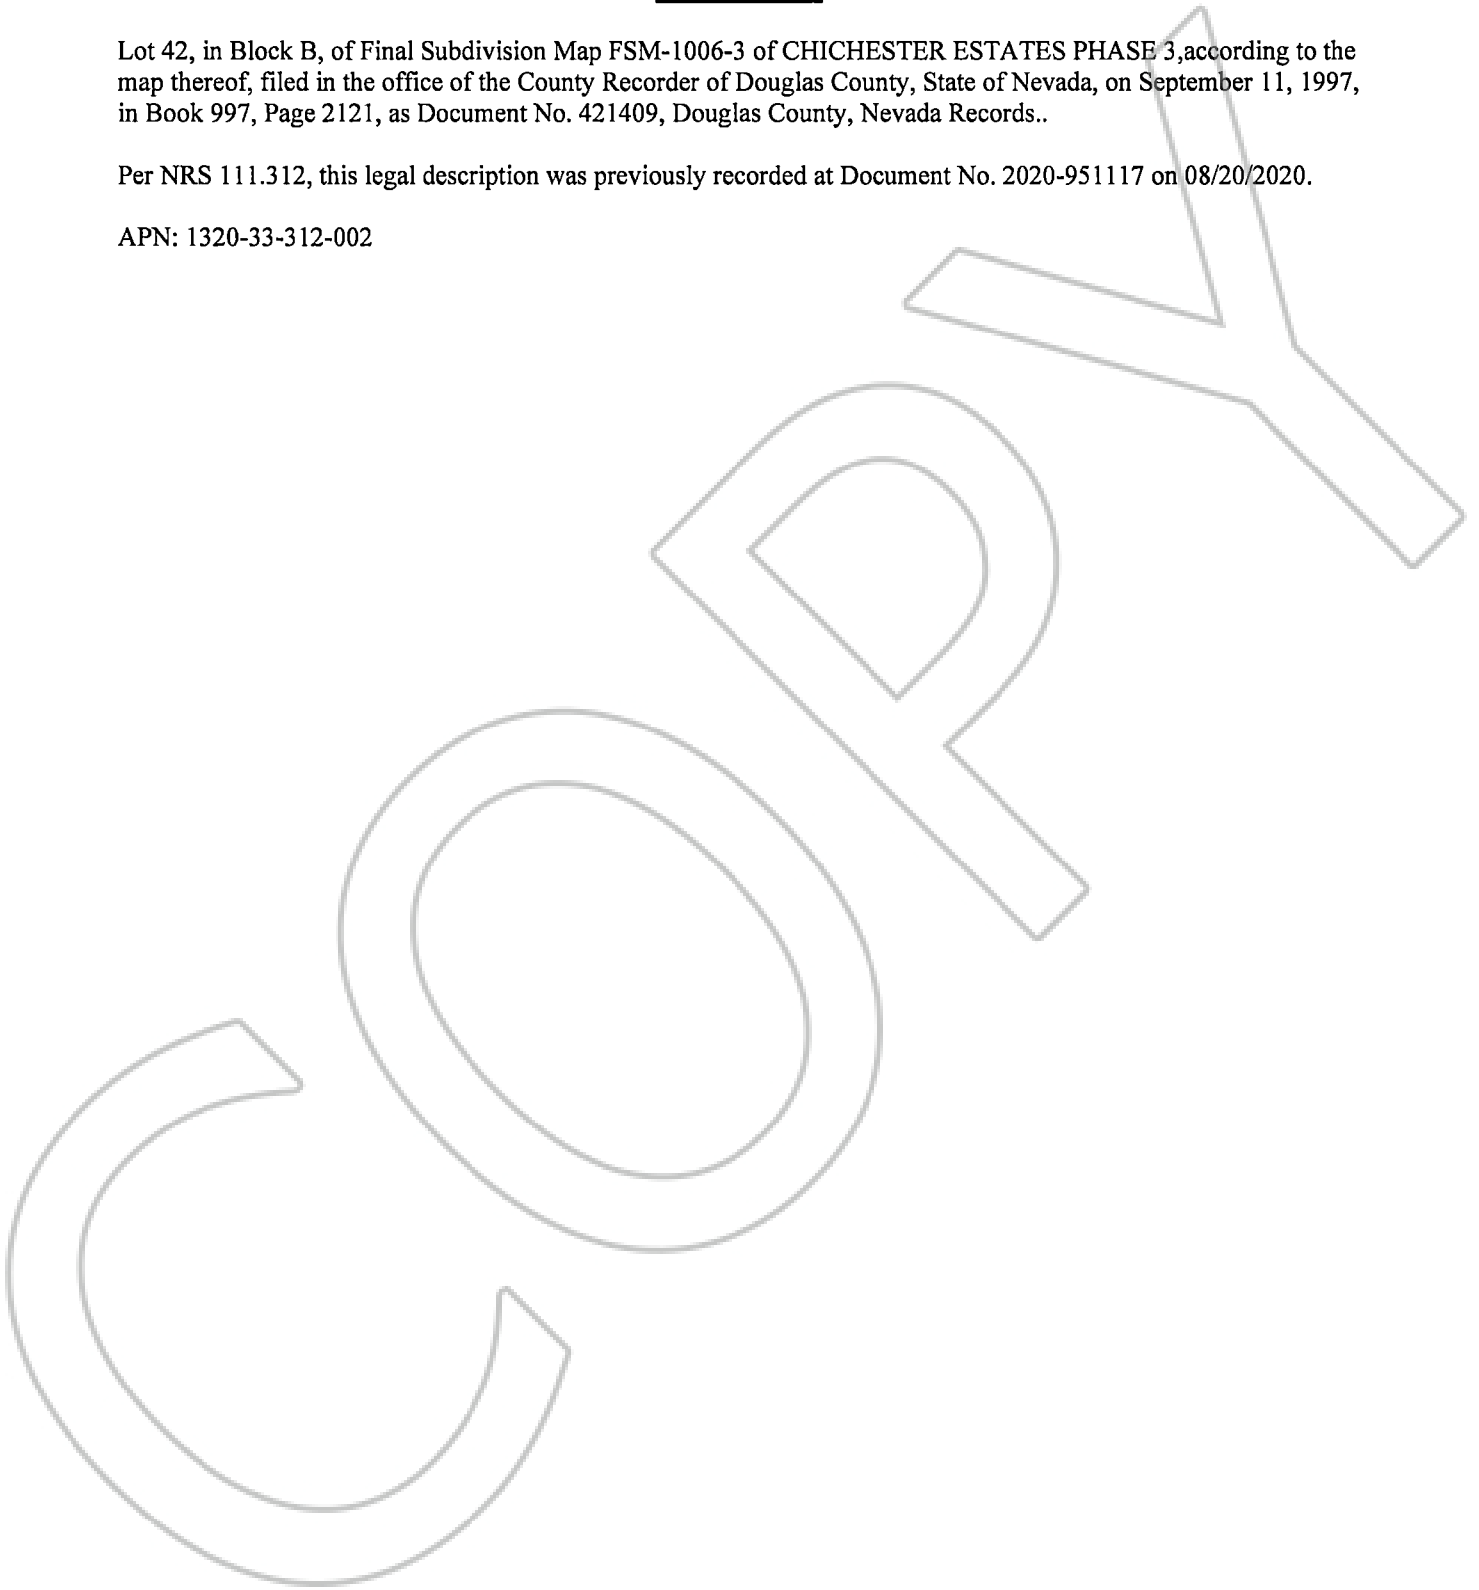 Lot 42, in Block B, of Final Subdivision Map FSM-1006-3 of CHICHESTER ESTATES PHASE 3,according to the
map thereof, filed in the office of the County Recorder of Douglas County, State of Nevada, on September 11, 1997,
in Book 997, Page 2121, as Document No. 421409, Douglas County, Nevada Records..
Per NRS 111.312, this legal description was previously recorded at Document No. 2020-951117 on 08/20/2020.
APN: 1320-33-312-002
COPY